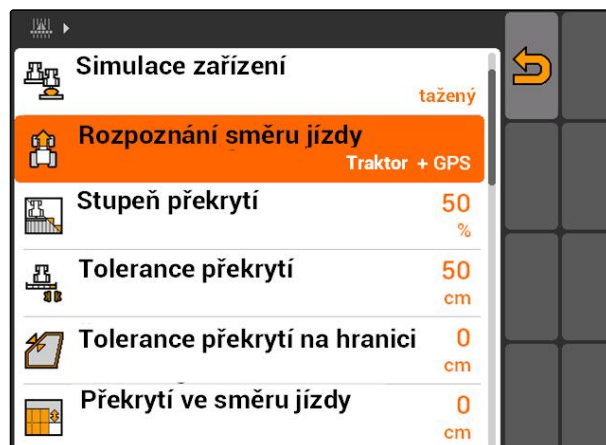 Simulace zařízení
tažený
Rozpoznání směru jízdy
Traktor + GPS
Stupeň překrytí
50
%
Tolerance překrytí
50
cm
Tolerance překrytí na hranici
0
cm
Překrytí ve směru jízdy
0
cm